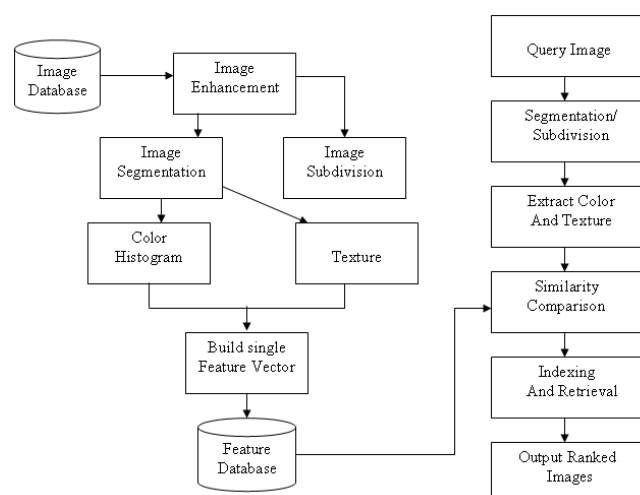 Image
Database
Image
Enhancement
Image
Segmentation
Image
Subdivision
Color
Histogram
Texture
Build single
Feature Vector
Feature
Database
Query Image
Segmentation/
Subdivision
Extract Color
And Texture
Similarity
Comparison
Indexing
And Retrieval
Output Ranked
Images